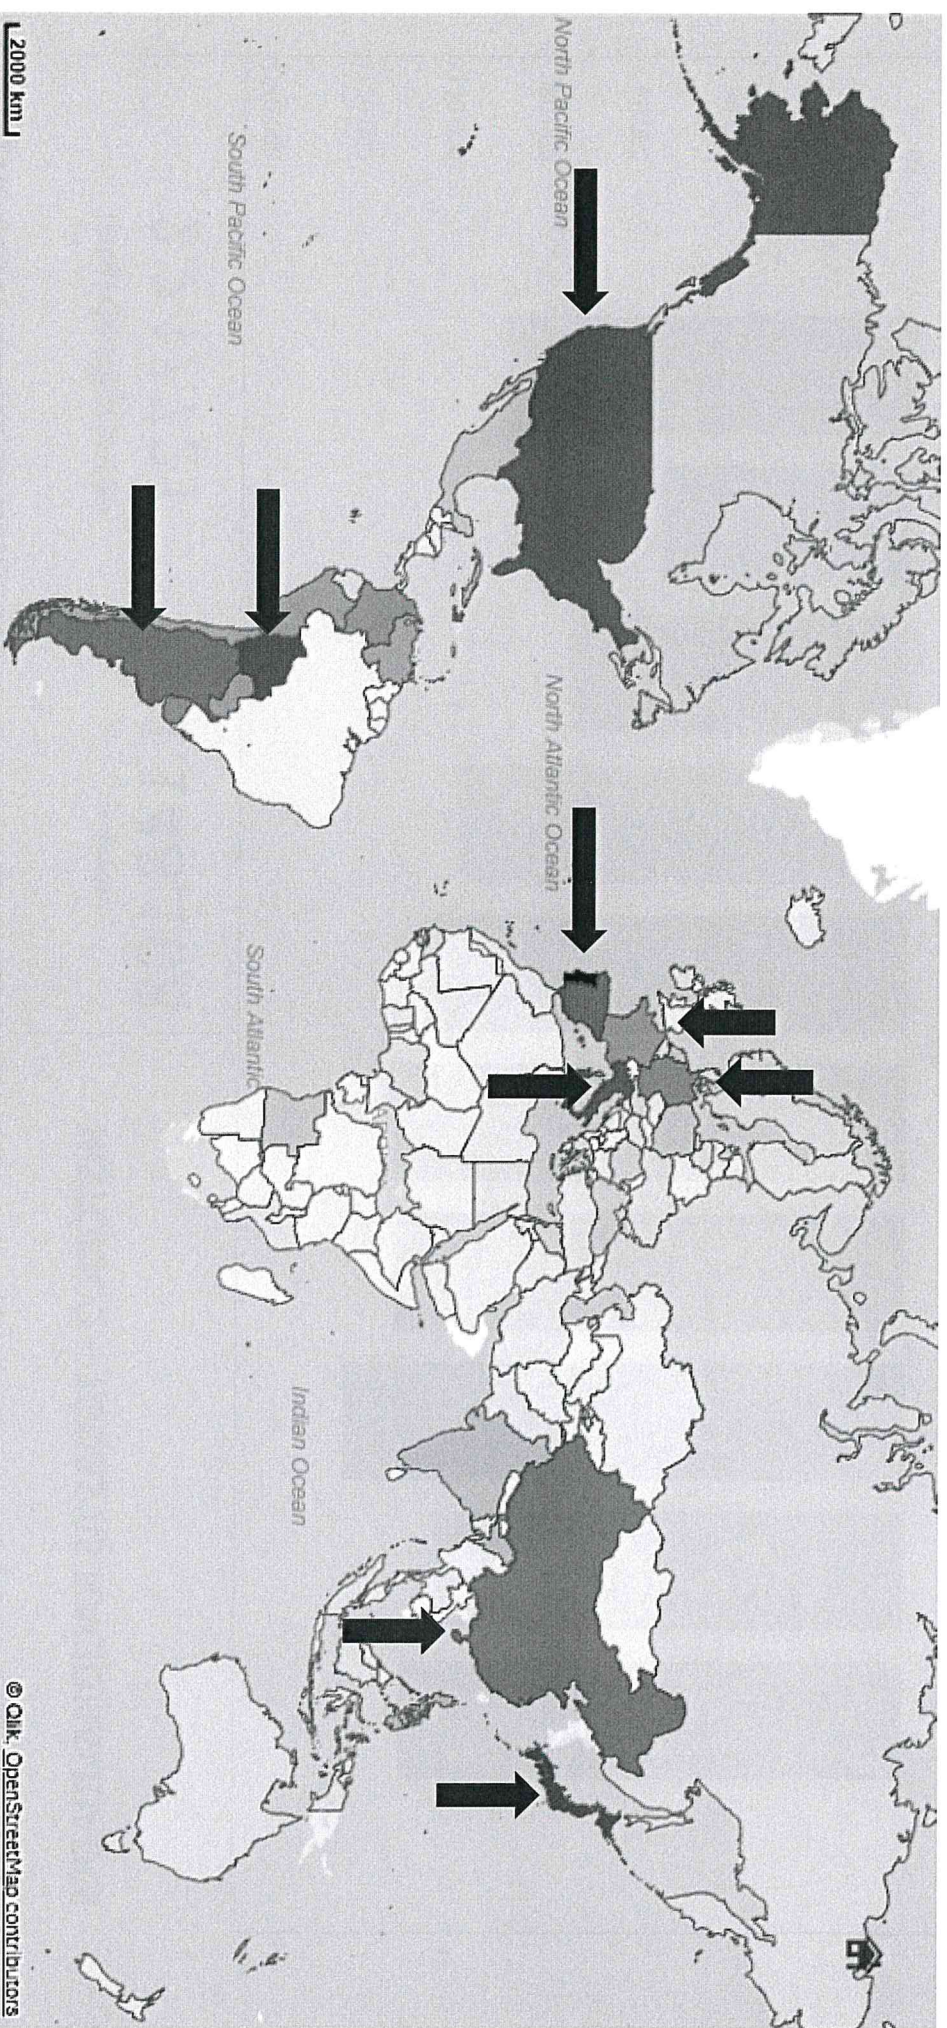 North Pacific Ocean
North Atlantic Ocean
South Pacific Ocean
South Atlantic
Indian Ocean
2000 km
© Qlik, OpenStreetMap contributors